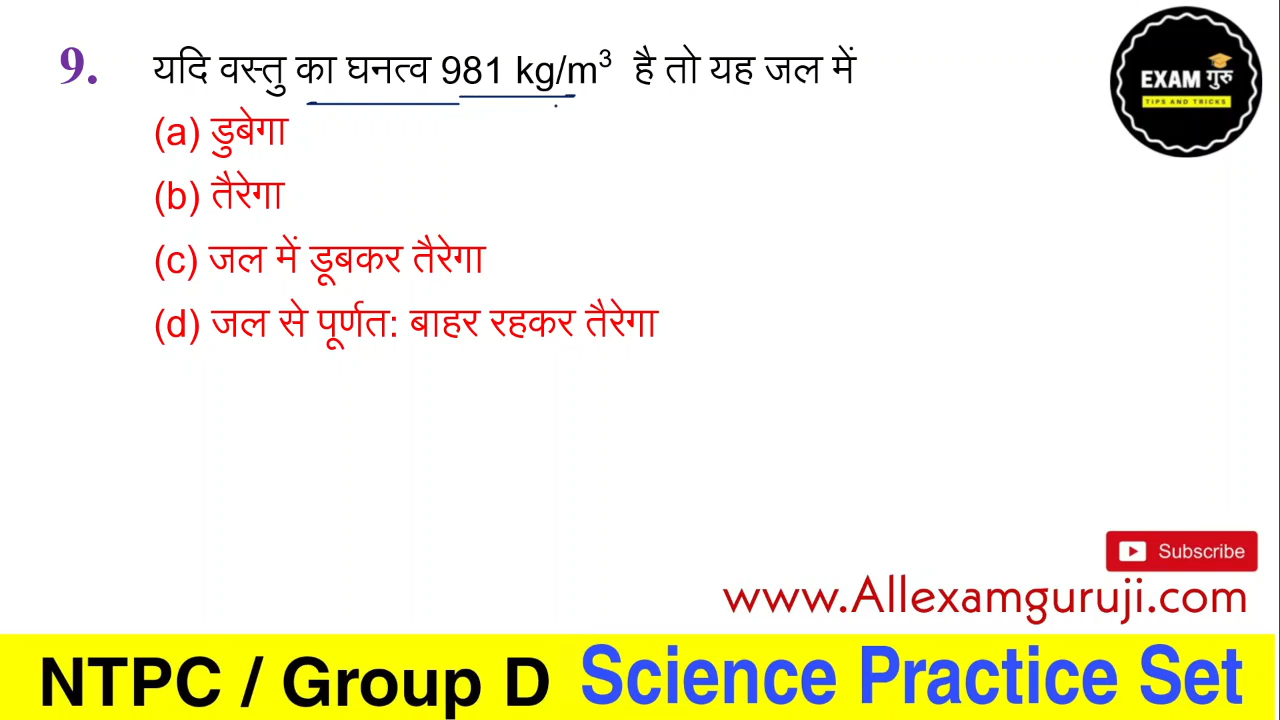 9. यदि वस्तु का घनत्व 981 kg/m³ है तो यह जल में
EXAM गुरु
TIPS AND TRICKS
(a) डुबेगा
(b) तैरेगा
(c) जल में डूबकर तैरेगा
(d) जल से पूर्णत: बाहर रहकर तैरेगा
Subscribe
www.Allexamguruji.com
NTPC / Group D Science Practice Set